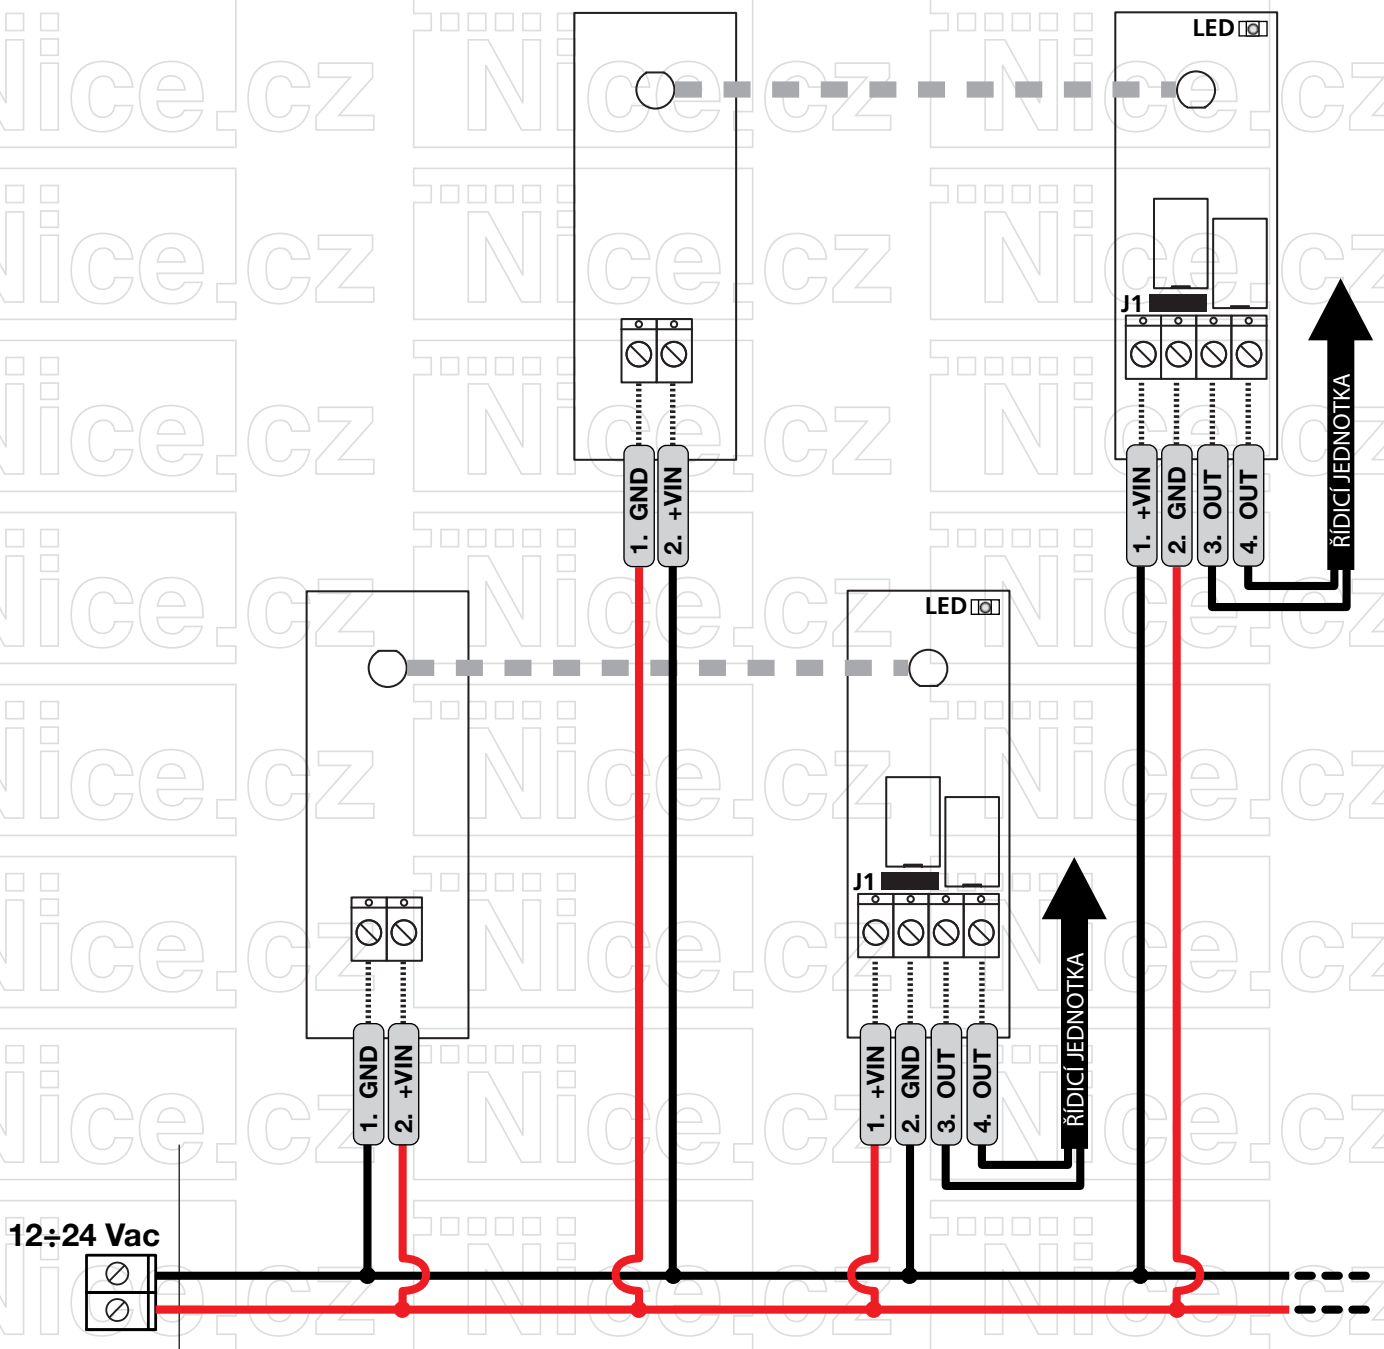 LED
J1
1. GND
2. +VIN
1. +VIN
2. GND
3. OUT
4. OUT
ŘÍDICÍ JEDNOTKA
LED
J1
1. GND
2. +VIN
1. +VIN
2. GND
3. OUT
4. OUT
ŘÍDICÍ JEDNOTKA
12÷24 Vac
Nice.cz